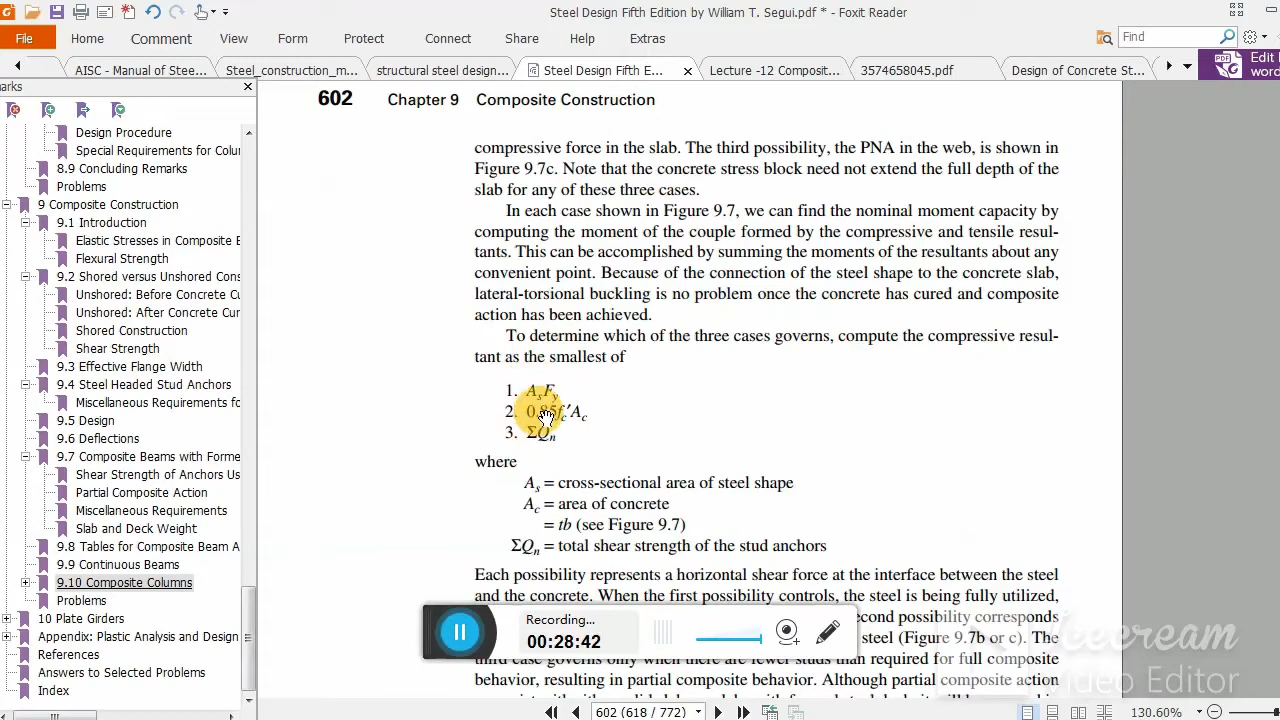 Steel Design Fifth Edition by William T. Segui.pdf * - Foxit Reader
File Home Comment View Form Protect Connect Share Help Extras Find
AISC - Manual of Stee... Steel_construction_m... structural steel design... Steel Design Fifth E... Lecture -12 Composit... 3574658045.pdf Design of Concrete St...
Edit
word
arks
Design Procedure
Special Requirements for Colu
8.9 Concluding Remarks
Problems
9 Composite Construction
9.1 Introduction
Elastic Stresses in Composite E
Flexural Strength
9.2 Shored versus Unshored Cons
Unshored: Before Concrete Cu
Unshored: After Concrete Curi
Shored Construction
Shear Strength
9.3 Effective Flange Width
9.4 Steel Headed Stud Anchors
Miscellaneous Requirements for
9.5 Design
9.6 Deflections
9.7 Composite Beams with Forme
Shear Strength of Anchors Us
Partial Composite Action
Miscellaneous Requirements
Slab and Deck Weight
9.8 Tables for Composite Beam A
9.9 Continuous Beams
9.10 Composite Columns
Problems
10 Plate Girders
Appendix: Plastic Analysis and Design
References
Answers to Selected Problems
Index
602 Chapter 9 Composite Construction
compressive force in the slab. The third possibility, the PNA in the web, is shown in
Figure 9.7c. Note that the concrete stress block need not extend the full depth of the
slab for any of these three cases.
In each case shown in Figure 9.7, we can find the nominal moment capacity by
computing the moment of the couple formed by the compressive and tensile resul-
tants. This can be accomplished by summing the moments of the resultants about any
convenient point. Because of the connection of the steel shape to the concrete slab,
lateral-torsional buckling is no problem once the concrete has cured and composite
action has been achieved.
To determine which of the three cases governs, compute the compressive resul-
tant as the smallest of
1. AsFy
2. 0.85fc′Ac
3. ΣQn
where
As = cross-sectional area of steel shape
Ac = area of concrete
= tb (see Figure 9.7)
ΣQn = total shear strength of the stud anchors
Each possibility represents a horizontal shear force at the interface between the steel
and the concrete. When the first possibility controls, the steel is being fully utilized,
econd possibility corresponds
steel (Figure 9.7b or c). The
third case governs only when there are fewer studs than required for full composite
behavior, resulting in partial composite behavior. Although partial composite action
Recording...
00:28:42
Icecream
Video Editor
602 (618 / 772)
130.60%